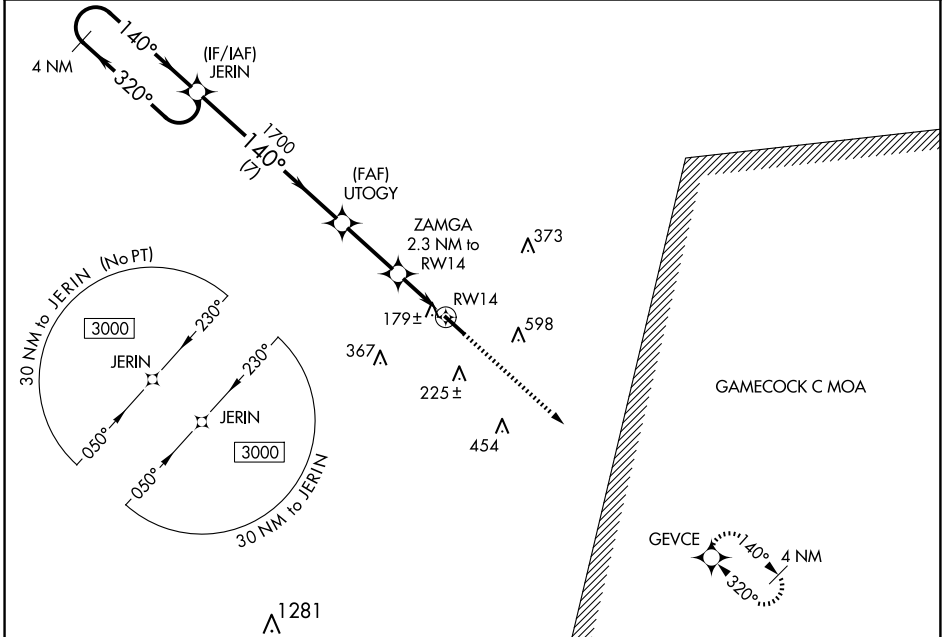 140°
4 NM
320°
(IF/IAF)
JERIN
1700
140°
(7)
(FAF)
UTOGY
ZAMGA
2.3 NM to
RW14
373
RW14
179±
598
367
225±
454
30 NM to JERIN (No PT)
3000
230°
JERIN
050°
230°
JERIN
3000
050°
30 NM to JERIN
GAMECOCK C MOA
GEVCE
140°
4 NM
320°
1281